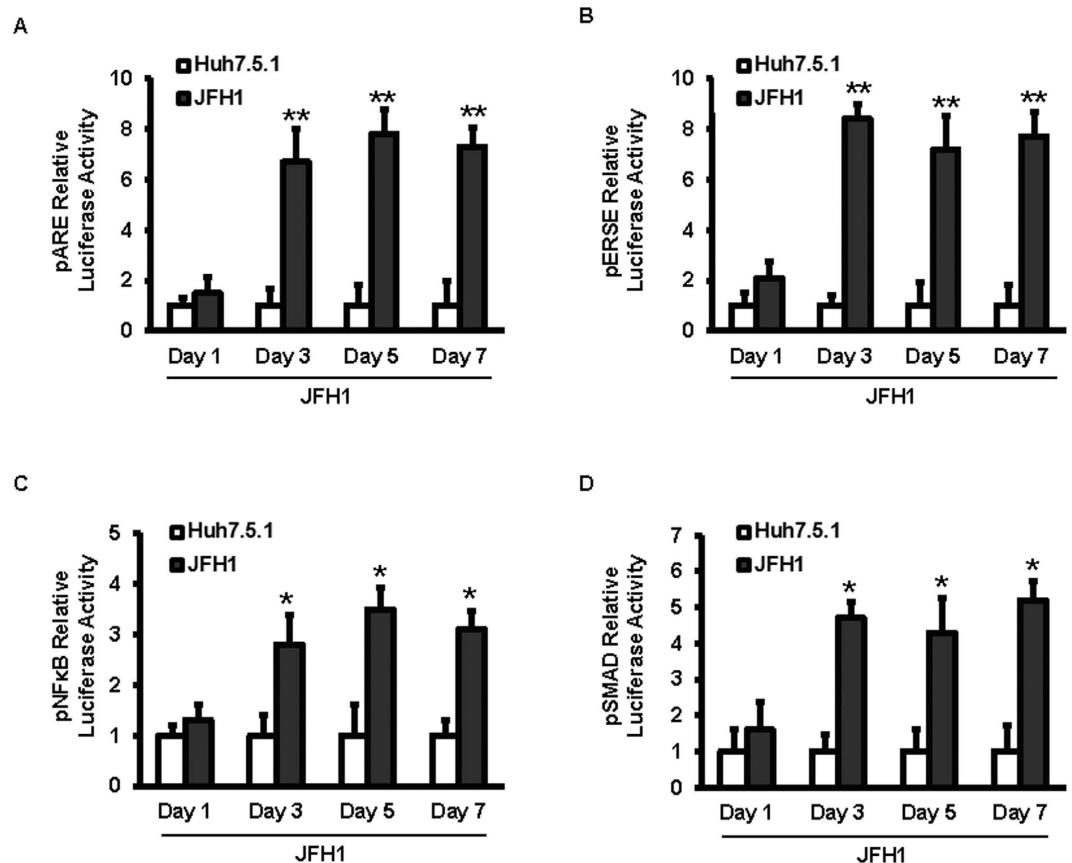 A
Huh7.5.1
JFH1
pARE Relative
Luciferase Activity
10
8
6
4
2
0
** ** **
Day 1 Day 3 Day 5 Day 7
JFH1
B
Huh7.5.1
JFH1
pERSE Relative
Luciferase Activity
10
8
6
4
2
0
** ** **
Day 1 Day 3 Day 5 Day 7
JFH1
C
Huh7.5.1
JFH1
pNFκB Relative
Luciferase Activity
5
4
3
2
1
0
* * *
Day 1 Day 3 Day 5 Day 7
JFH1
D
Huh7.5.1
JFH1
pSMAD Relative
Luciferase Activity
7
6
5
4
3
2
1
0
* * *
Day 1 Day 3 Day 5 Day 7
JFH1